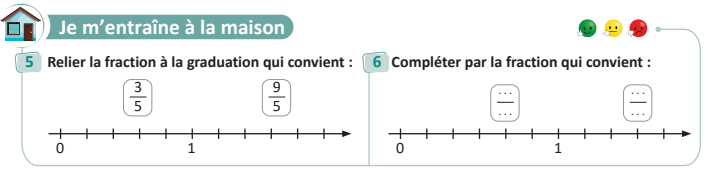 Je m'entraîne à la maison
5 Relier la fraction à la graduation qui convient :
3/5 9/5
0 1
6 Compléter par la fraction qui convient :
.../... .../...
0 1